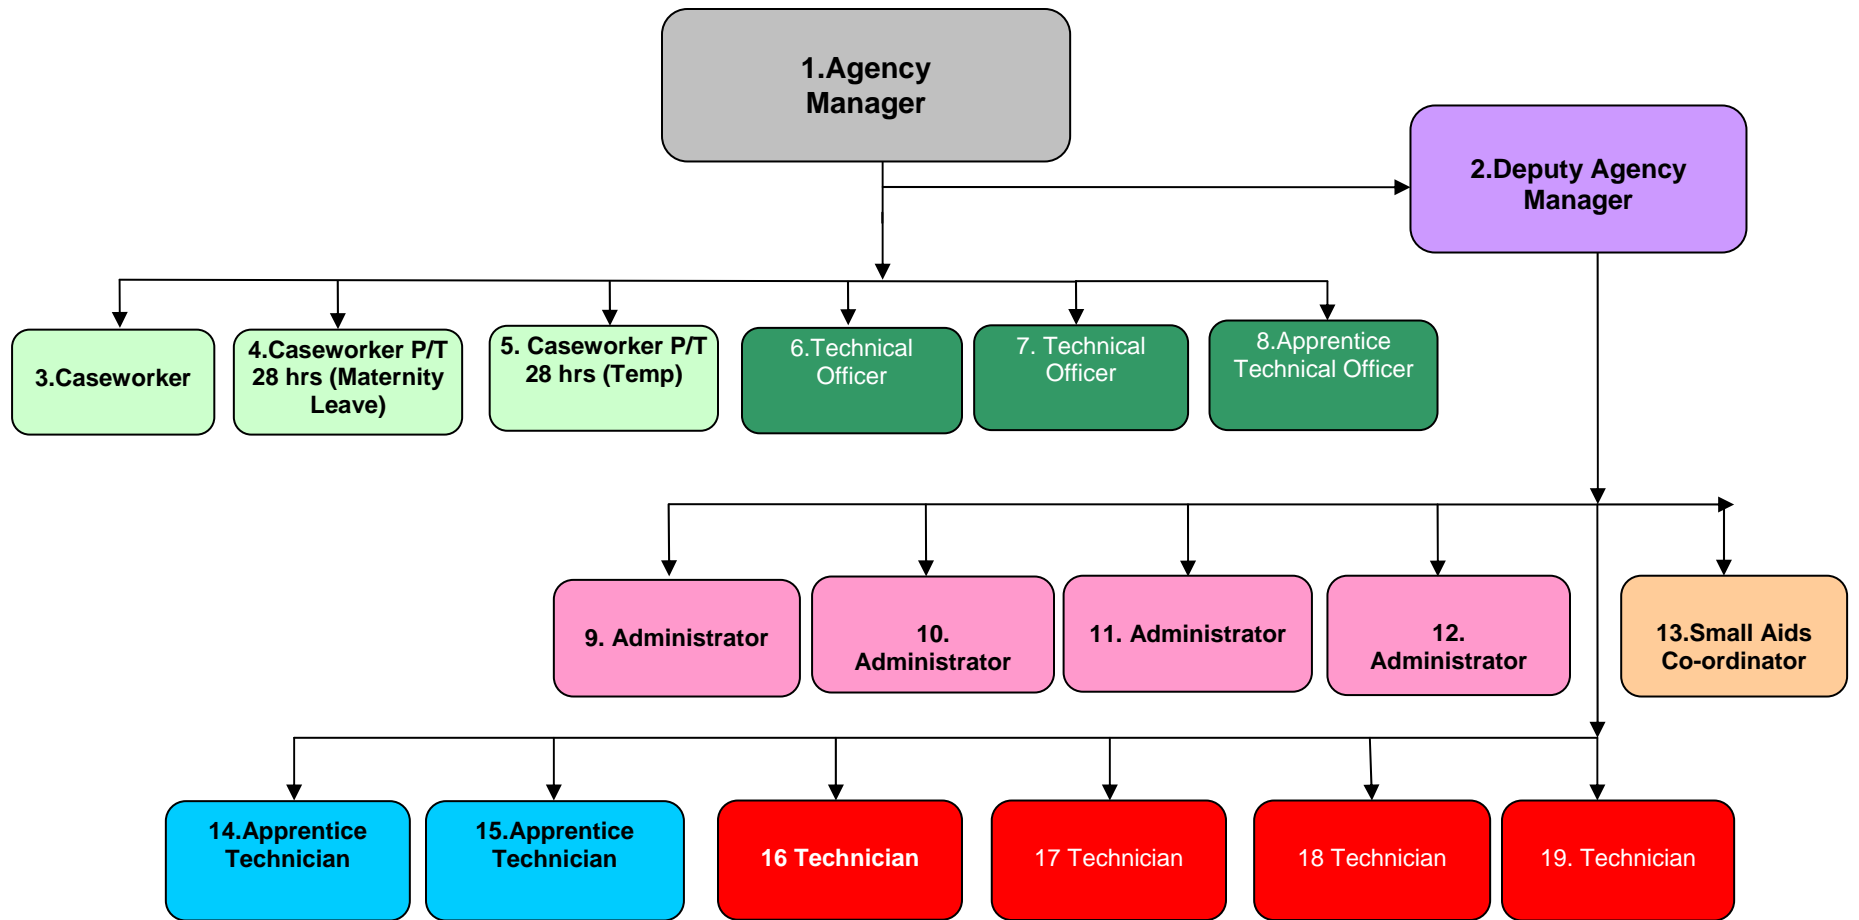 1.Agency
Manager
2.Deputy Agency
Manager
3.Caseworker
4.Caseworker P/T
28 hrs (Maternity
Leave)
5. Caseworker P/T
28 hrs (Temp)
6.Technical
Officer
7. Technical
Officer
8.Apprentice
Technical Officer
9. Administrator
10.
Administrator
11. Administrator
12.
Administrator
13.Small Aids
Co-ordinator
14.Apprentice
Technician
15.Apprentice
Technician
16 Technician
17 Technician
18 Technician
19. Technician